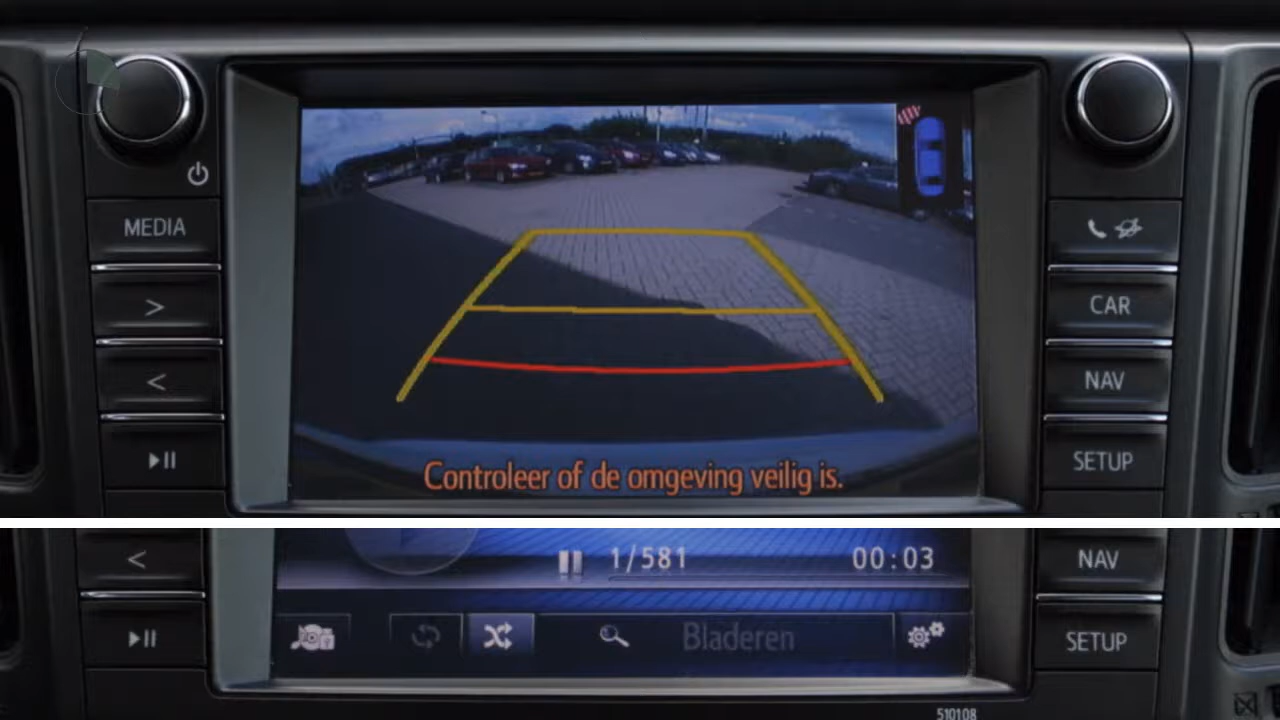 MEDIA
>
CAR
<
NAV
SETUP
Controleer of de omgeving veilig is.
<
1/581
00:03
NAV
SETUP
Bladeren
510108